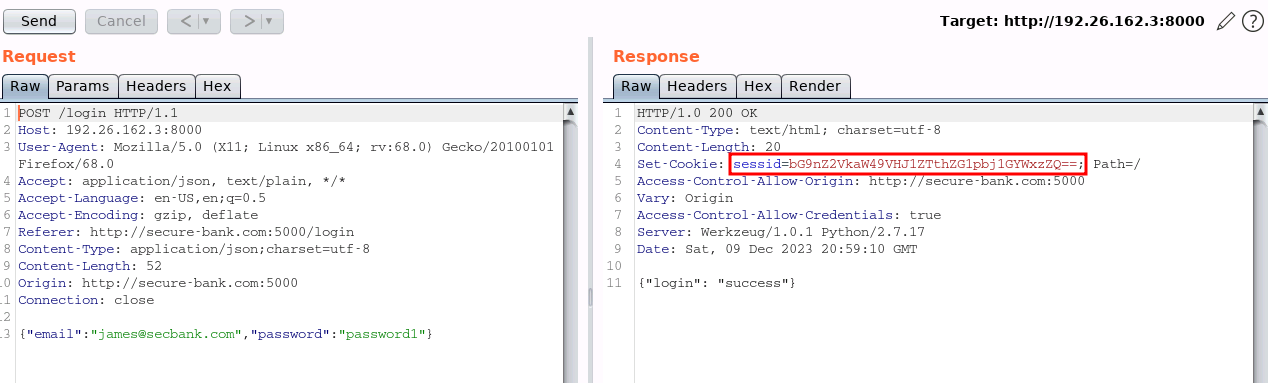 Send Cancel < > Target: http://192.26.162.3:8000
Request
Raw Params Headers Hex
1 POST /login HTTP/1.1
2 Host: 192.26.162.3:8000
3 User-Agent: Mozilla/5.0 (X11; Linux x86_64; rv:68.0) Gecko/20100101
Firefox/68.0
4 Accept: application/json, text/plain, */*
5 Accept-Language: en-US,en;q=0.5
6 Accept-Encoding: gzip, deflate
7 Referer: http://secure-bank.com:5000/login
8 Content-Type: application/json;charset=utf-8
9 Content-Length: 52
0 Origin: http://secure-bank.com:5000
1 Connection: close
2
3 {"email":"james@secbank.com","password":"password1"}
Response
Raw Headers Hex Render
1 HTTP/1.0 200 OK
2 Content-Type: text/html; charset=utf-8
3 Content-Length: 20
4 Set-Cookie: sessid=bG9nZ2VkaW49VHJ1ZTthZG1pbj1GYWxzZQ==; Path=/
5 Access-Control-Allow-Origin: http://secure-bank.com:5000
6 Vary: Origin
7 Access-Control-Allow-Credentials: true
8 Server: Werkzeug/1.0.1 Python/2.7.17
9 Date: Sat, 09 Dec 2023 20:59:10 GMT
10
11 {"login": "success"}